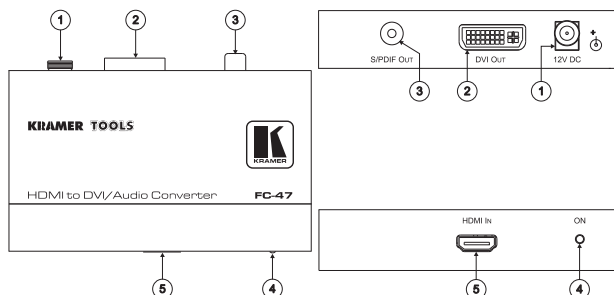 1 2 3
KRAMER TOOLS
K
KRAMER
HDMI to DVI/Audio Converter FC-47
5 4
S/PDIF OUT DVI OUT 12V DC +
3 2 1
HDMI IN ON
5 4